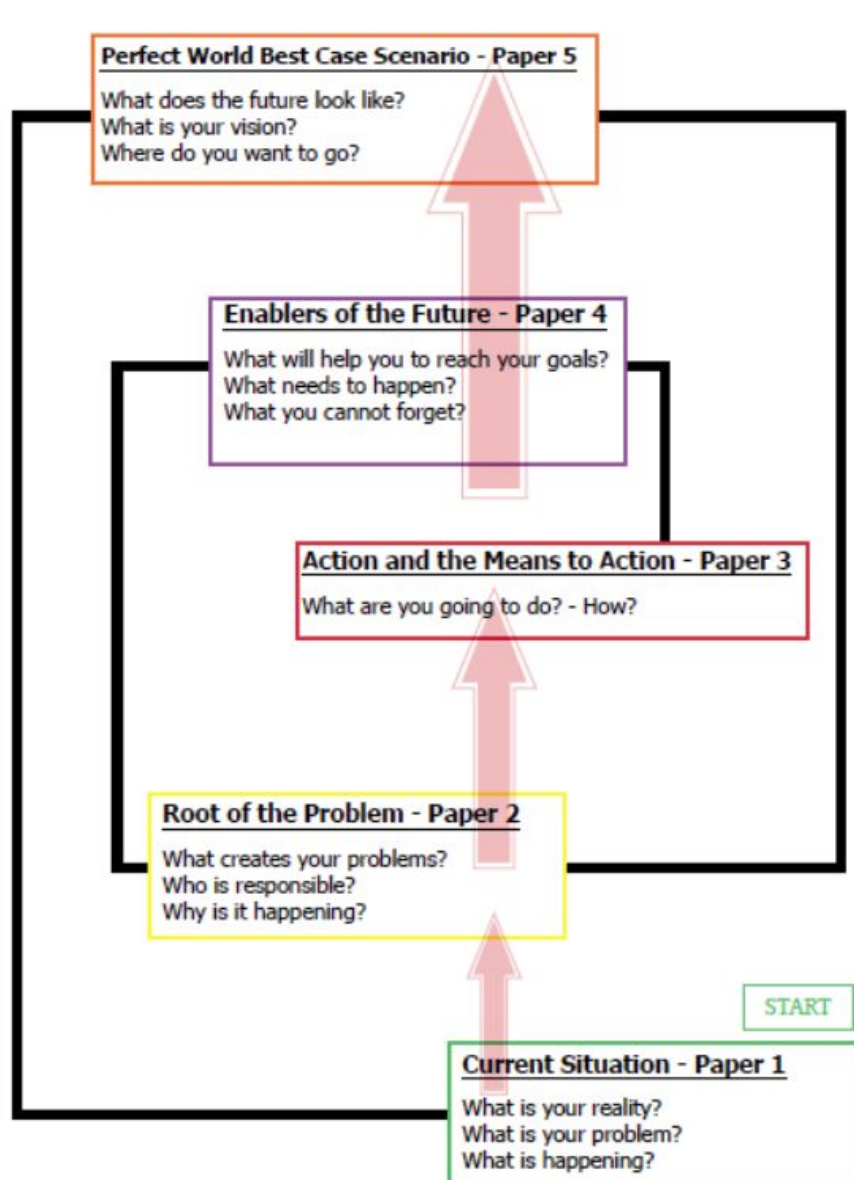 Perfect World Best Case Scenario - Paper 5
What does the future look like?
What is your vision?
Where do you want to go?
Enablers of the Future - Paper 4
What will help you to reach your goals?
What needs to happen?
What you cannot forget?
Action and the Means to Action - Paper 3
What are you going to do? - How?
Root of the Problem - Paper 2
What creates your problems?
Who is responsible?
Why is it happening?
START
Current Situation - Paper 1
What is your reality?
What is your problem?
What is happening?